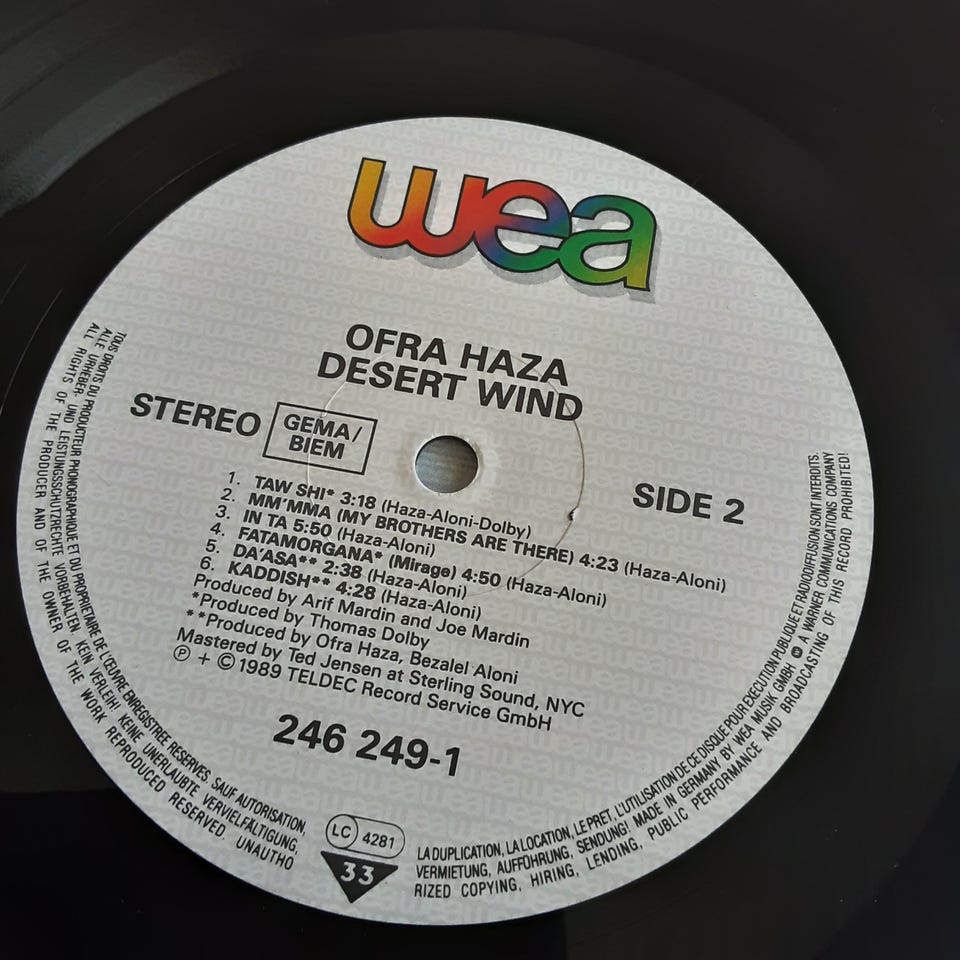 wea
OFRA HAZA
DESERT WIND
STEREO
GEMA/
BIEM
SIDE 2
1. TAW SHI* 3:18 (Haza-Aloni-Dolby)
2. MM'MMA (MY BROTHERS ARE THERE) 4:23 (Haza-Aloni)
3. IN TA 5:50 (Haza-Aloni)
4. FATAMORGANA* (Mirage) 4:50 (Haza-Aloni)
5. DA'ASA** 2:38 (Haza-Aloni)
6. KADDISH** 4:28 (Haza-Aloni)
Produced by Arif Mardin and Joe Mardin
*Produced by Thomas Dolby
**Produced by Ofra Haza, Bezalel Aloni
Mastered by Ted Jensen at Sterling Sound, NYC
Ⓟ + © 1989 TELDEC Record Service GmbH
246 249-1
LC 4281
33
TOUS DROITS DU PRODUCTEUR PHONOGRAPHIQUE ET DU PROPRIETAIRE DE L'ŒUVRE ENREGISTREE RESERVES. SAUF AUTORISATION,
LA DUPLICATION, LA LOCATION, LE PRET, L'UTILISATION DE CE DISQUE POUR EXECUTION PUBLIQUE ET RADIODIFFUSION SONT INTERDITS.
ALLE URHEBER- UND LEISTUNGSSCHUTZRECHTE VORBEHALTEN. KEIN VERLEIH! KEINE UNERLAUBTE VERVIELFÄLTIGUNG,
VERMIETUNG, AUFFÜHRUNG, SENDUNG! MADE IN GERMANY BY WEA MUSIK GMBH A WARNER COMMUNICATIONS COMPANY
ALL RIGHTS OF THE PRODUCER AND OF THE OWNER OF THE WORK REPRODUCED RESERVED UNAUTHO
RIZED COPYING, HIRING, LENDING, PUBLIC PERFORMANCE AND BROADCASTING OF THIS RECORD PROHIBITED!